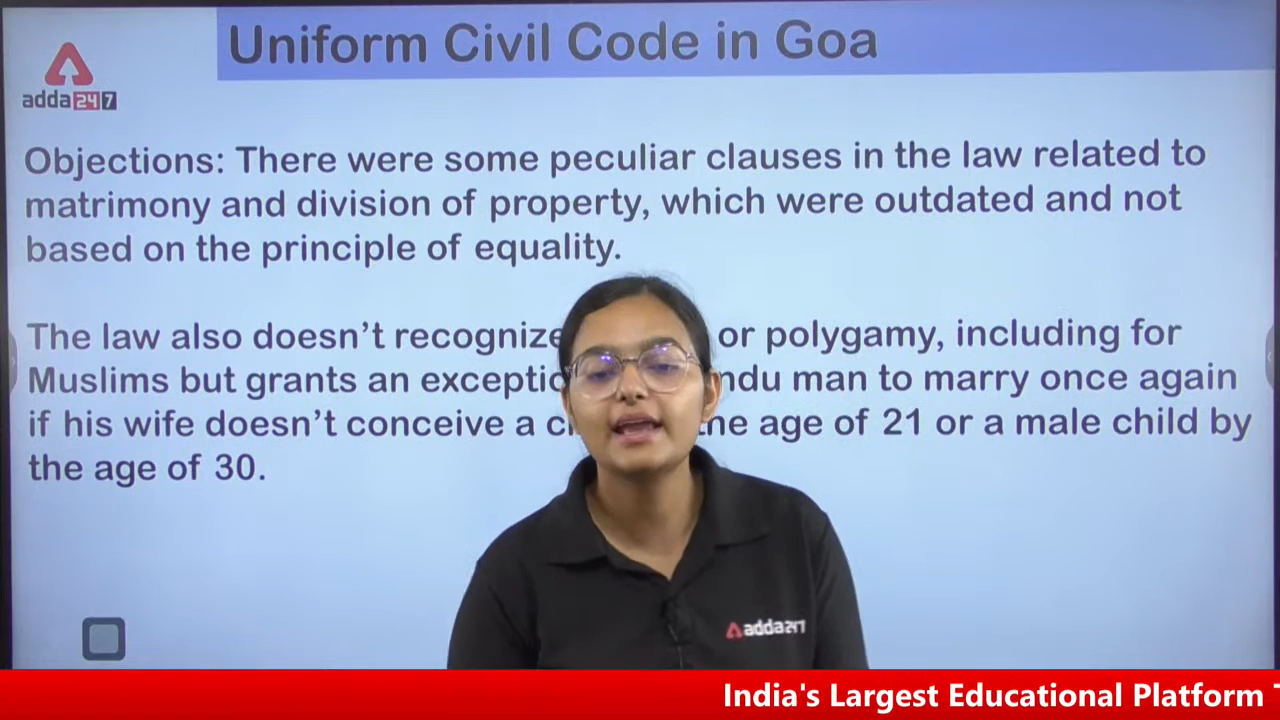 Uniform Civil Code in Goa
adda247
Objections: There were some peculiar clauses in the law related to
matrimony and division of property, which were outdated and not
based on the principle of equality.
The law also doesn't recognize or polygamy, including for
Muslims but grants an man to marry once again
if his wife doesn't conceive a age of 21 or a male child by
the age of 30.
adda247
India's Largest Educational Platform